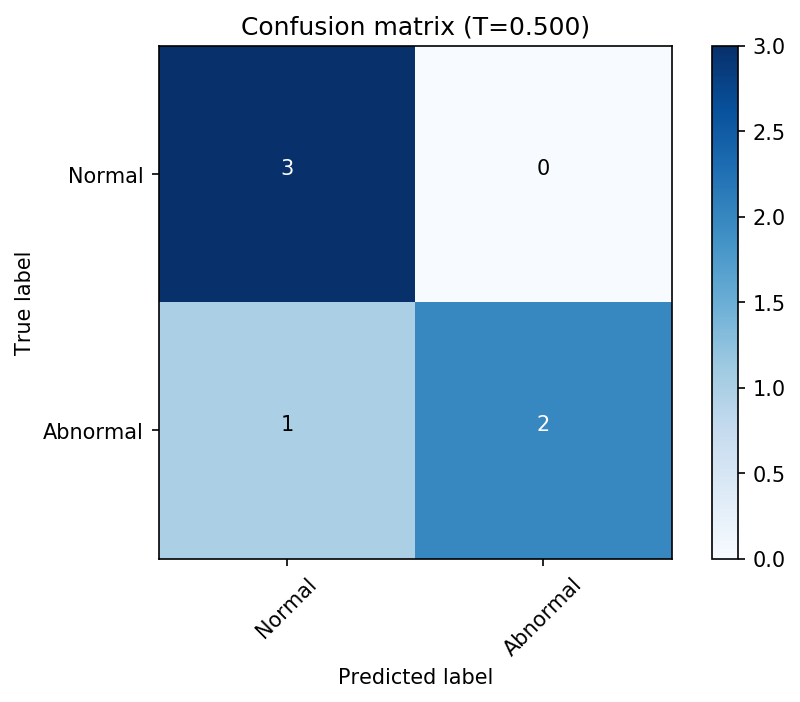 Confusion matrix (T=0.500)
True label
Normal
Abnormal
3
0
1
2
Normal
Abnormal
Predicted label
3.0
2.5
2.0
1.5
1.0
0.5
0.0